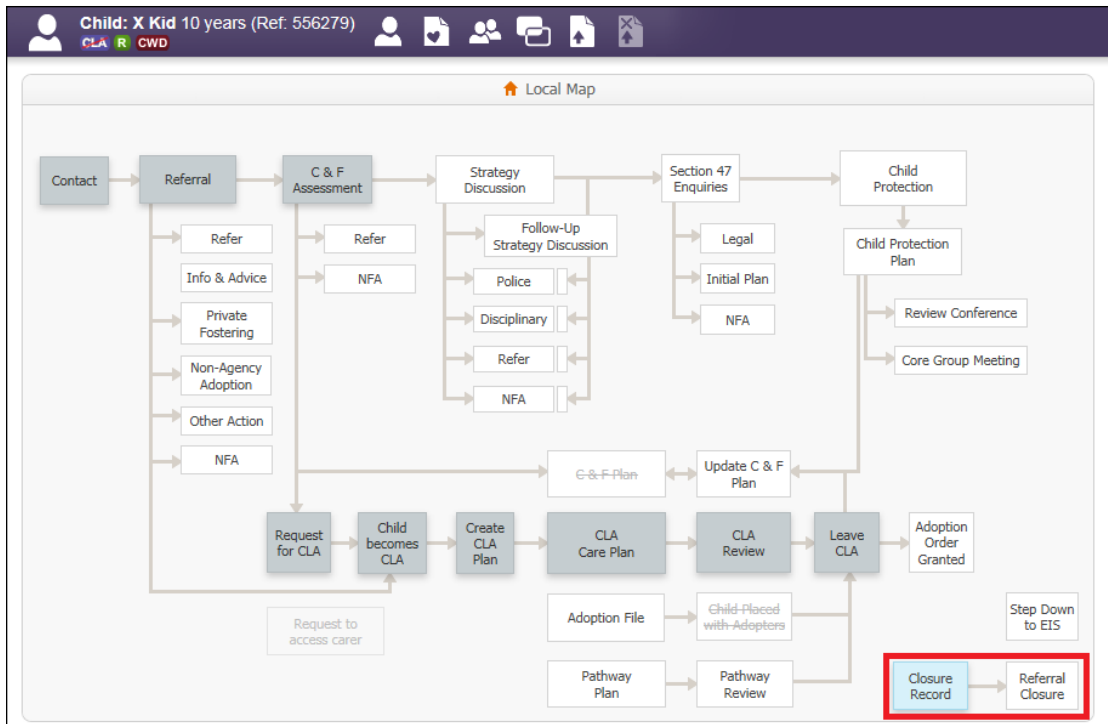 Child: X Kid 10 years (Ref: 556279)
CLA R CWD
Local Map
Contact
Referral
C & F
Assessment
Strategy
Discussion
Section 47
Enquiries
Child
Protection
Refer
Info & Advice
Private
Fostering
Non-Agency
Adoption
Other Action
NFA
Refer
NFA
Follow-Up
Strategy Discussion
Police
Disciplinary
Refer
NFA
Legal
Initial Plan
NFA
Child Protection
Plan
Review Conference
Core Group Meeting
C & F Plan
Update C & F
Plan
Request
for CLA
Child
becomes
CLA
Create
CLA
Plan
CLA
Care Plan
CLA
Review
Leave
CLA
Adoption
Order
Granted
Request to
access carer
Adoption File
Child Placed
with Adopters
Step Down
to EIS
Pathway
Plan
Pathway
Review
Closure
Record
Referral
Closure